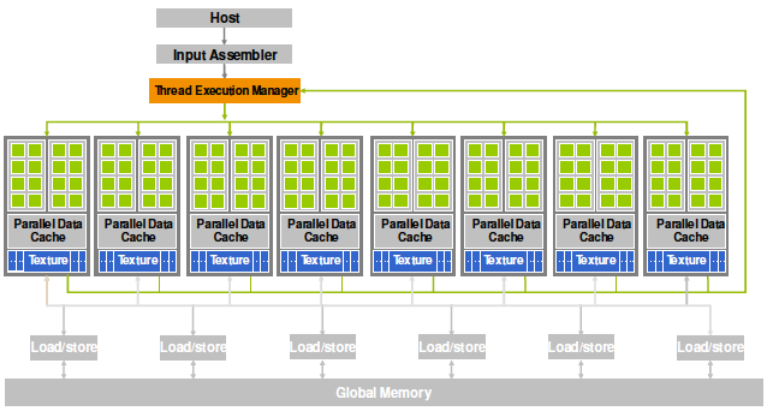 Host
Input Assembler
Thread Execution Manager
Parallel Data
Cache
Parallel Data
Cache
Parallel Data
Cache
Parallel Data
Cache
Parallel Data
Cache
Parallel Data
Cache
Parallel Data
Cache
Parallel Data
Cache
Texture
Texture
Texture
Texture
Texture
Texture
Texture
Texture
Load/store
Load/store
Load/store
Load/store
Load/store
Load/store
Global Memory